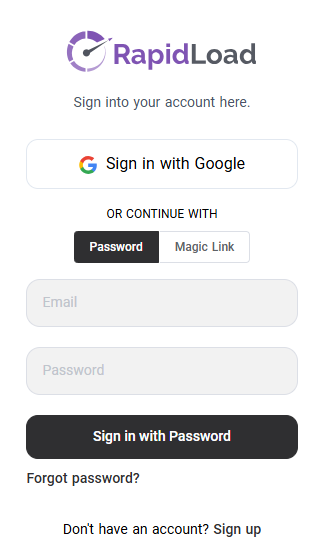 RapidLoad
Sign into your account here.
Sign in with Google
OR CONTINUE WITH
Password Magic Link
Email
Password
Sign in with Password
Forgot password?
Don't have an account? Sign up